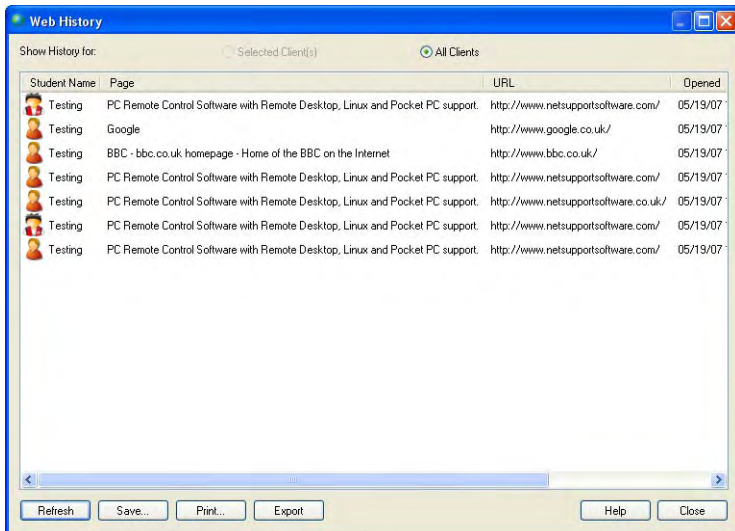 Web History
Show History for: Selected Client(s) All Clients
Student Name Page URL Opened
Testing PC Remote Control Software with Remote Desktop, Linux and Pocket PC support. http://www.netsupportsoftware.com/ 05/19/07
Testing Google http://www.google.co.uk/ 05/19/07
Testing BBC - bbc.co.uk homepage - Home of the BBC on the Internet http://www.bbc.co.uk/ 05/19/07
Testing PC Remote Control Software with Remote Desktop, Linux and Pocket PC support. http://www.netsupportsoftware.com/ 05/19/07
Testing PC Remote Control Software with Remote Desktop, Linux and Pocket PC support. http://www.netsupportsoftware.co.uk/ 05/19/07
Testing PC Remote Control Software with Remote Desktop, Linux and Pocket PC support. http://www.netsupportsoftware.com/ 05/19/07
Testing PC Remote Control Software with Remote Desktop, Linux and Pocket PC support. http://www.netsupportsoftware.com/ 05/19/07
Refresh Save... Print... Export Help Close